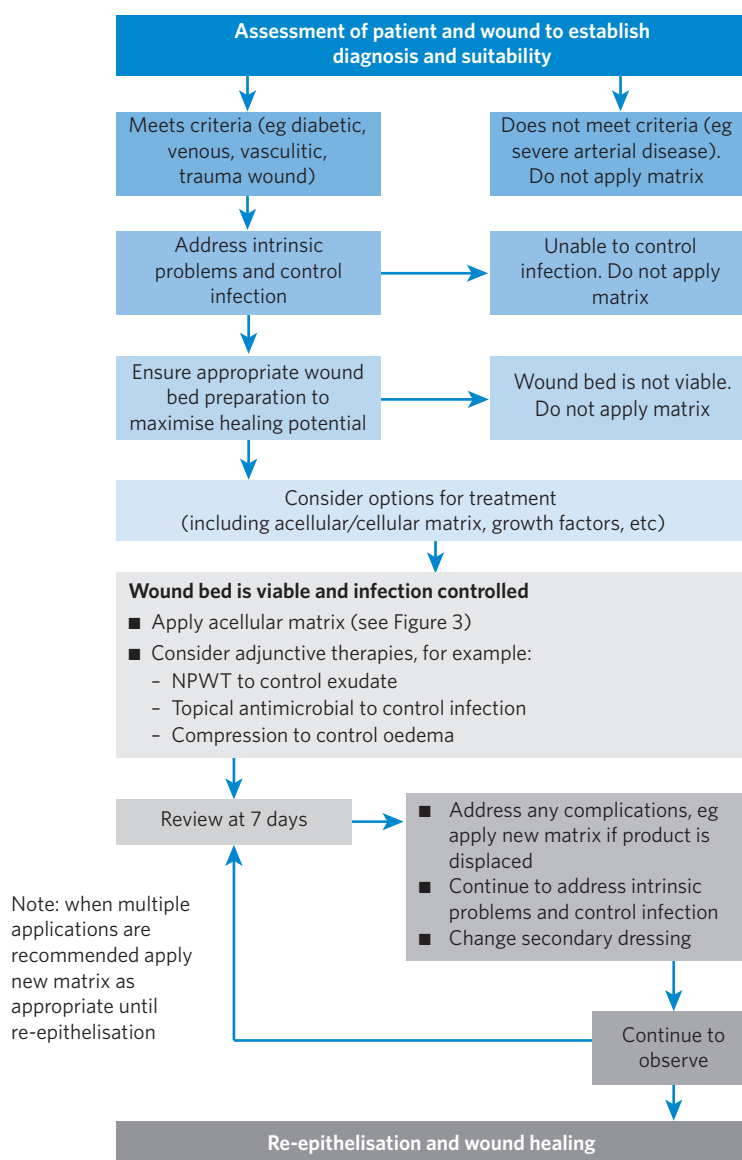 Assessment of patient and wound to establish
diagnosis and suitability
Meets criteria (eg diabetic,
venous, vasculitic,
trauma wound)
Does not meet criteria (eg
severe arterial disease).
Do not apply matrix
Address intrinsic
problems and control
infection
Unable to control
infection. Do not apply
matrix
Ensure appropriate wound
bed preparation to
maximise healing potential
Wound bed is not viable.
Do not apply matrix
Consider options for treatment
(including acellular/cellular matrix, growth factors, etc)
Wound bed is viable and infection controlled
■ Apply acellular matrix (see Figure 3)
■ Consider adjunctive therapies, for example:
– NPWT to control exudate
– Topical antimicrobial to control infection
– Compression to control oedema
Review at 7 days
■ Address any complications, eg
apply new matrix if product is
displaced
■ Continue to address intrinsic
problems and control infection
■ Change secondary dressing
Note: when multiple
applications are
recommended apply
new matrix as
appropriate until
re-epithelisation
Continue to
observe
Re-epithelisation and wound healing